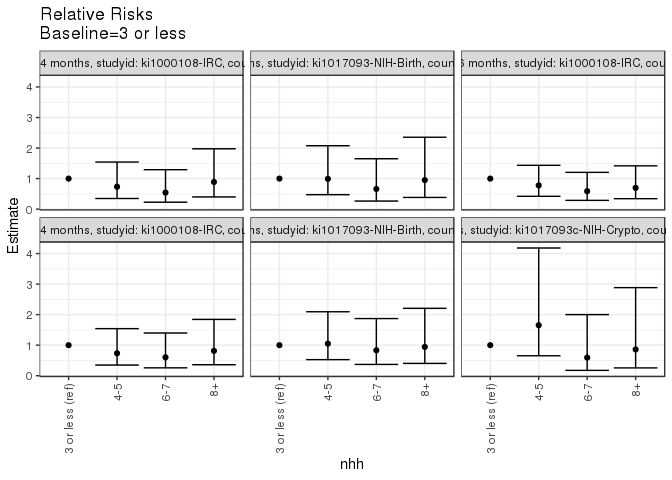 Relative Risks
Baseline=3 or less
4 months, studyid: ki1000108-IRC, cou
ns, studyid: ki1017093-NIH-Birth, coun
6 months, studyid: ki1000108-IRC, cou
4
3
2
1
0
4 months, studyid: ki1000108-IRC, cou
ns, studyid: ki1017093-NIH-Birth, coun
s, studyid: ki1017093c-NIH-Crypto, cou
4
3
2
1
0
Estimate
3 or less (ref)
4-5
6-7
8+
3 or less (ref)
4-5
6-7
8+
3 or less (ref)
4-5
6-7
8+
nhh